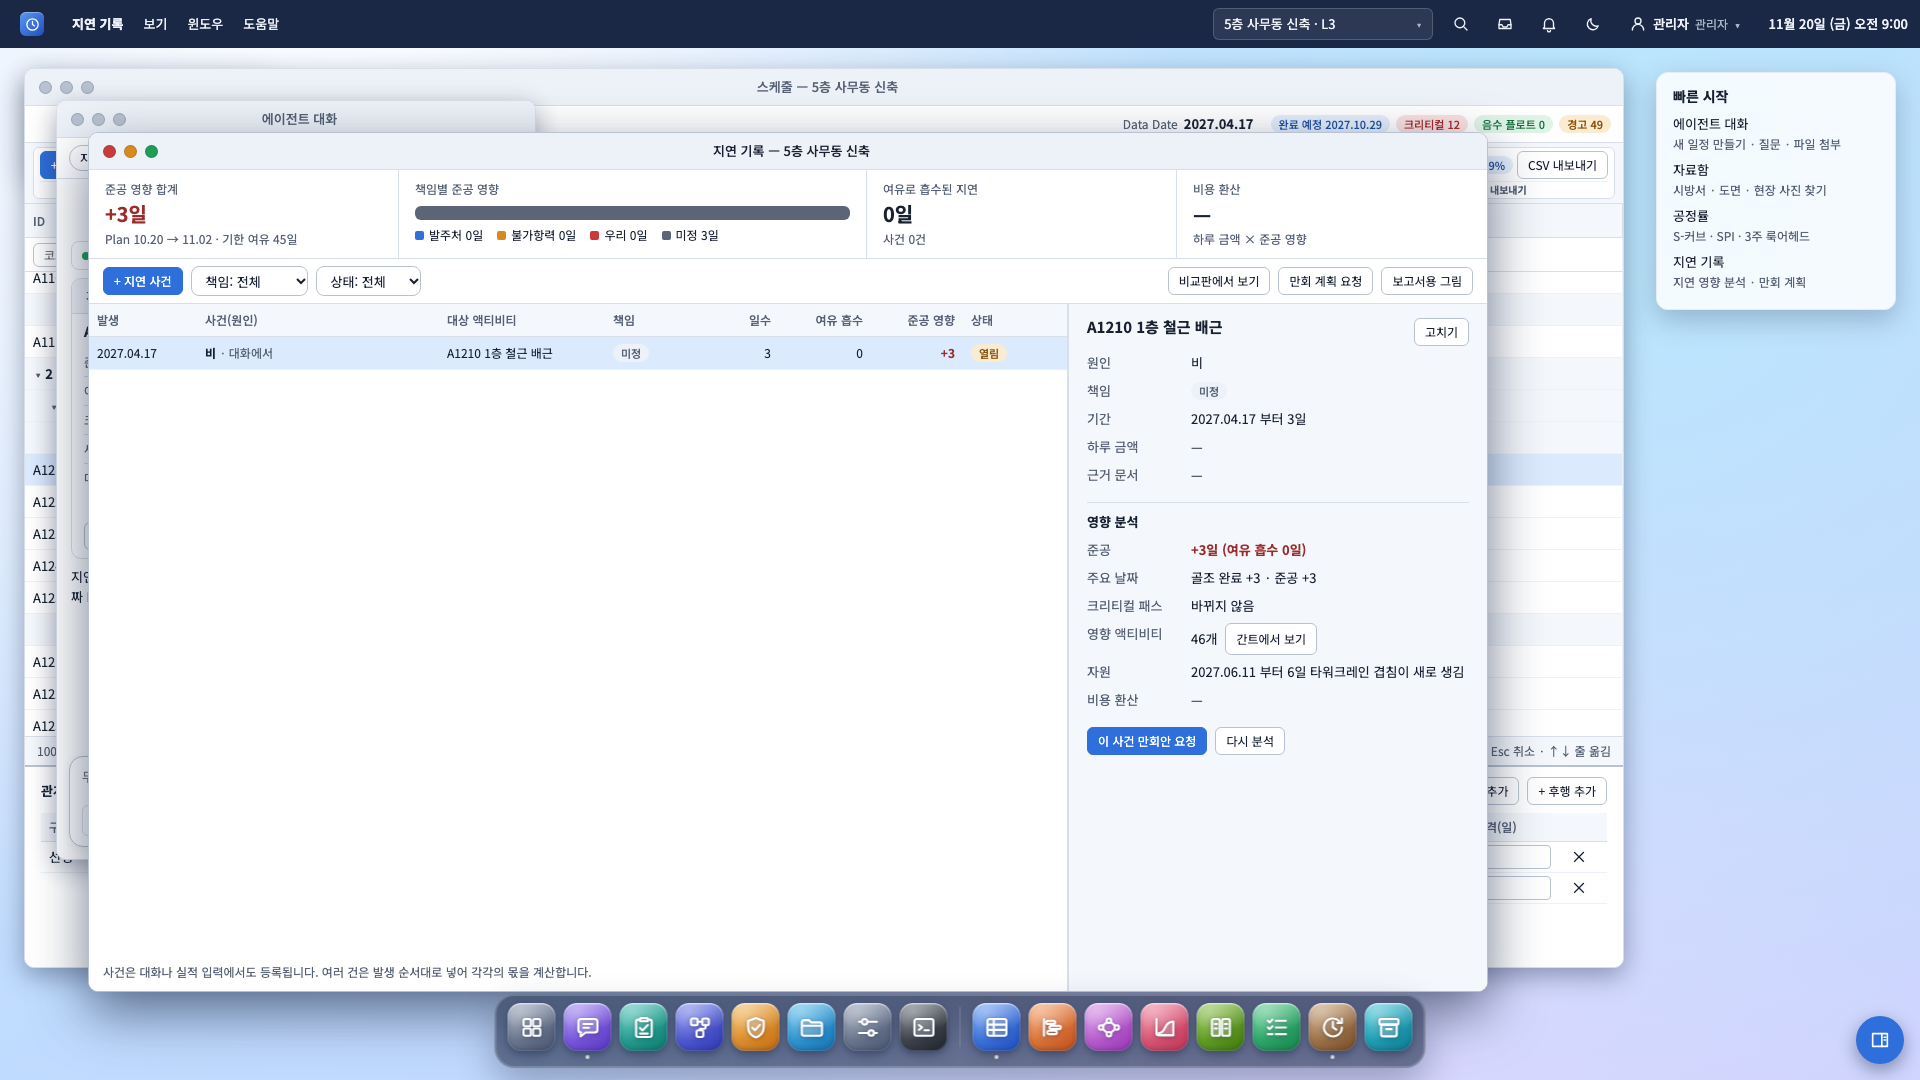 지연 기록 보기 윈도우 도움말
5층 사무동 신축 · L3
관리자 관리자
11월 20일 (금) 오전 9:00
스케줄 — 5층 사무동 신축
에이전트 대화
Data Date 2027.04.17 완료 예정 2027.10.29 크리티컬 12 음수 플로트 0 경고 49
9% CSV 내보내기
내보내기
ID
A11
A11
2
A12
A12
A12
A12
A12
A12
A12
A12
100
Esc 취소 · ↑↓ 줄 옮김
추가 + 후행 추가
격(일)
지연 기록 — 5층 사무동 신축
준공 영향 합계
+3일
Plan 10.20 → 11.02 · 기한 여유 45일
책임별 준공 영향
발주처 0일 불가항력 0일 우리 0일 미정 3일
여유로 흡수된 지연
0일
사건 0건
비용 환산
—
하루 금액 × 준공 영향
+ 지연 사건 책임: 전체 상태: 전체
비교판에서 보기 만회 계획 요청 보고서용 그림
발생 사건(원인) 대상 액티비티 책임 일수 여유 흡수 준공 영향 상태
2027.04.17 비 · 대화에서 A1210 1층 철근 배근 미정 3 0 +3 열림
사건은 대화나 실적 입력에서도 등록됩니다. 여러 건은 발생 순서대로 넣어 각각의 몫을 계산합니다.
A1210 1층 철근 배근 고치기
원인 비
책임 미정
기간 2027.04.17 부터 3일
하루 금액 —
근거 문서 —
영향 분석
준공 +3일 (여유 흡수 0일)
주요 날짜 골조 완료 +3 · 준공 +3
크리티컬 패스 바뀌지 않음
영향 액티비티 46개 간트에서 보기
자원 2027.06.11 부터 6일 타워크레인 겹침이 새로 생김
비용 환산 —
이 사건 만회안 요청 다시 분석
빠른 시작
에이전트 대화
새 일정 만들기 · 질문 · 파일 첨부
자료함
시방서 · 도면 · 현장 사진 찾기
공정률
S-커브 · SPI · 3주 룩어헤드
지연 기록
지연 영향 분석 · 만회 계획